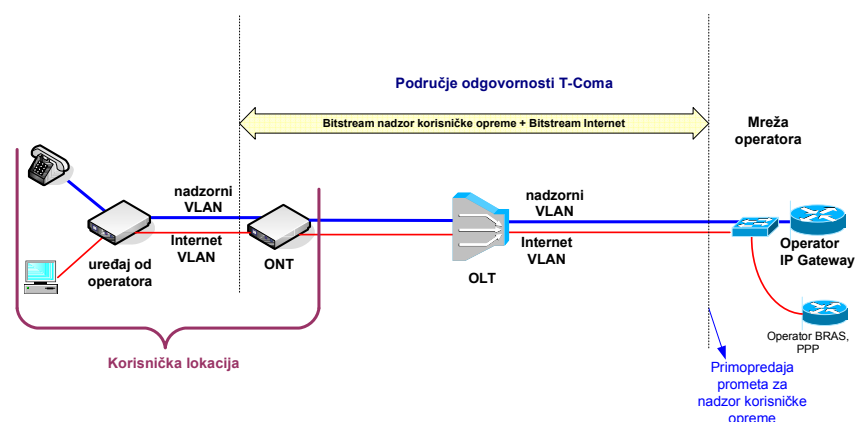 Područje odgovornosti T-Coma
Bitstream nadzor korisničke opreme + Bitstream Internet
Mreža
operatora
nadzorni
VLAN
Internet
VLAN
uređaj od
operatora
ONT
nadzorni
VLAN
Internet
VLAN
OLT
Operator
IP Gateway
Operator BRAS,
PPP
Korisnička lokacija
Primopredaja
prometa za
nadzor korisničke
opreme